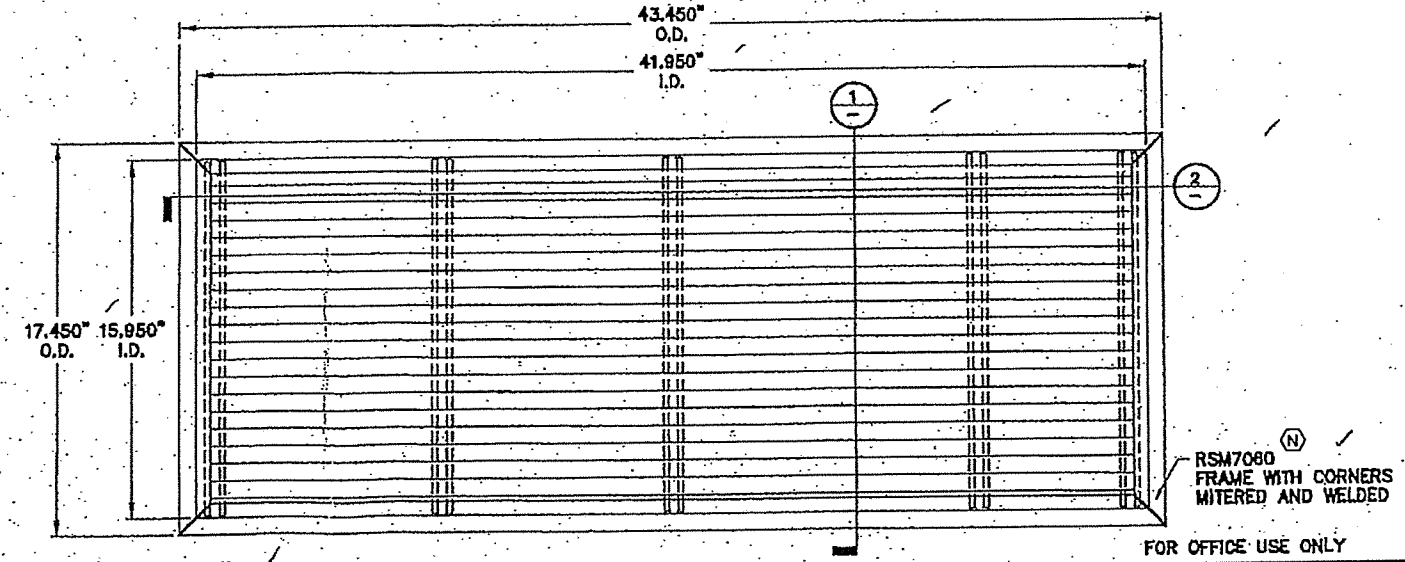 43.450"
O.D.
41.950"
I.D.
1
-
2
-
17.450" 15.950"
O.D. I.D.
N
RSM7060
FRAME WITH CORNERS
MITERED AND WELDED
FOR OFFICE USE ONLY